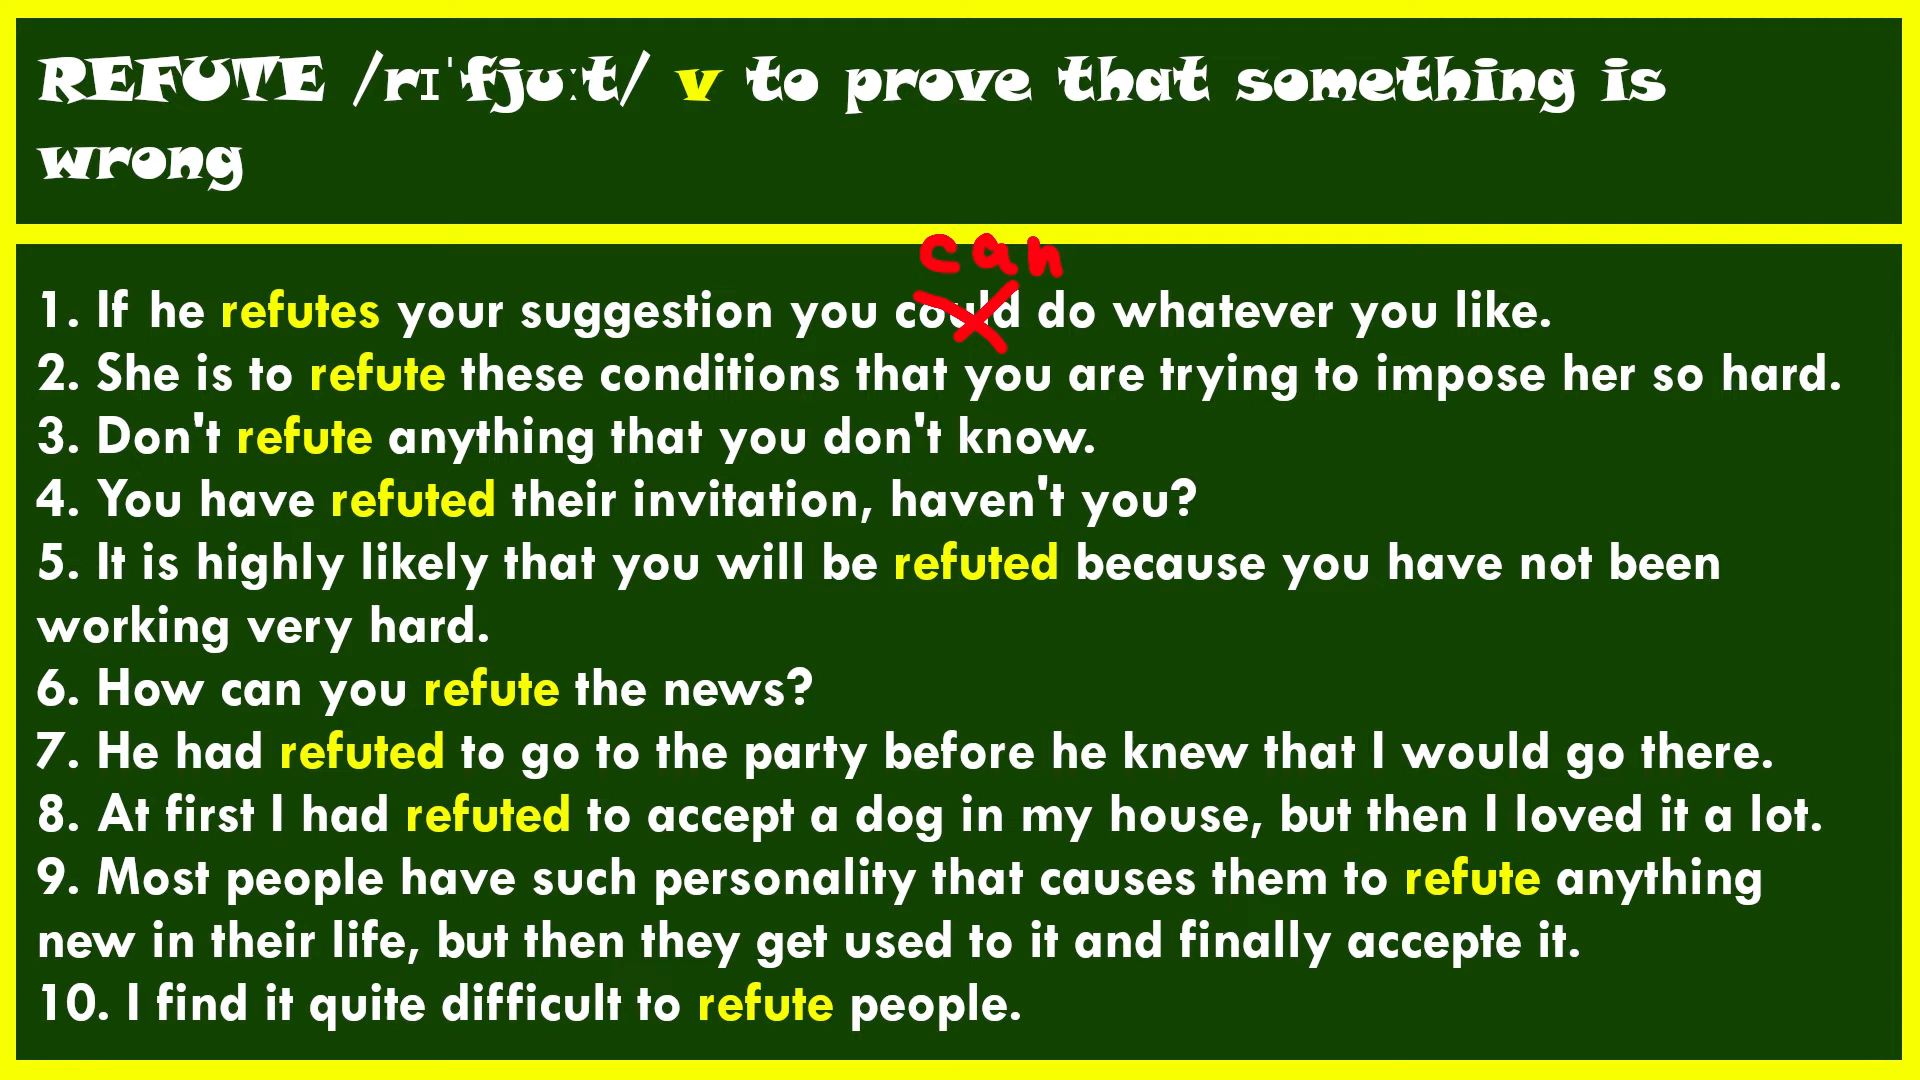 REFUTE /rɪˈfjuːt/ v to prove that something is
wrong
can
1. If he refutes your suggestion you could do whatever you like.
2. She is to refute these conditions that you are trying to impose her so hard.
3. Don't refute anything that you don't know.
4. You have refuted their invitation, haven't you?
5. It is highly likely that you will be refuted because you have not been
working very hard.
6. How can you refute the news?
7. He had refuted to go to the party before he knew that I would go there.
8. At first I had refuted to accept a dog in my house, but then I loved it a lot.
9. Most people have such personality that causes them to refute anything
new in their life, but then they get used to it and finally accepte it.
10. I find it quite difficult to refute people.